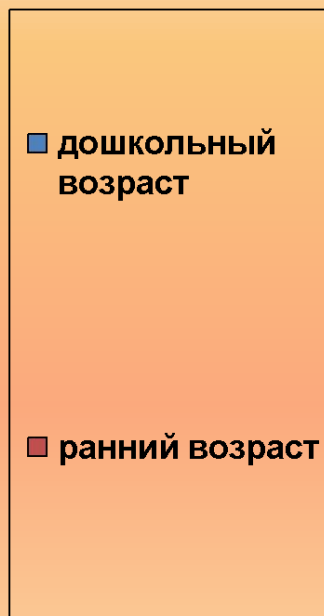 дошкольный
возраст
ранний возраст